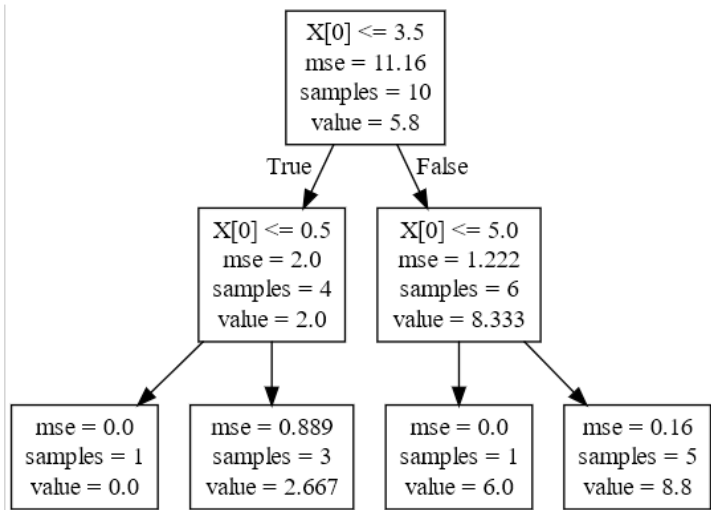 X[0] <= 3.5
mse = 11.16
samples = 10
value = 5.8
True
False
X[0] <= 0.5
mse = 2.0
samples = 4
value = 2.0
X[0] <= 5.0
mse = 1.222
samples = 6
value = 8.333
mse = 0.0
samples = 1
value = 0.0
mse = 0.889
samples = 3
value = 2.667
mse = 0.0
samples = 1
value = 6.0
mse = 0.16
samples = 5
value = 8.8